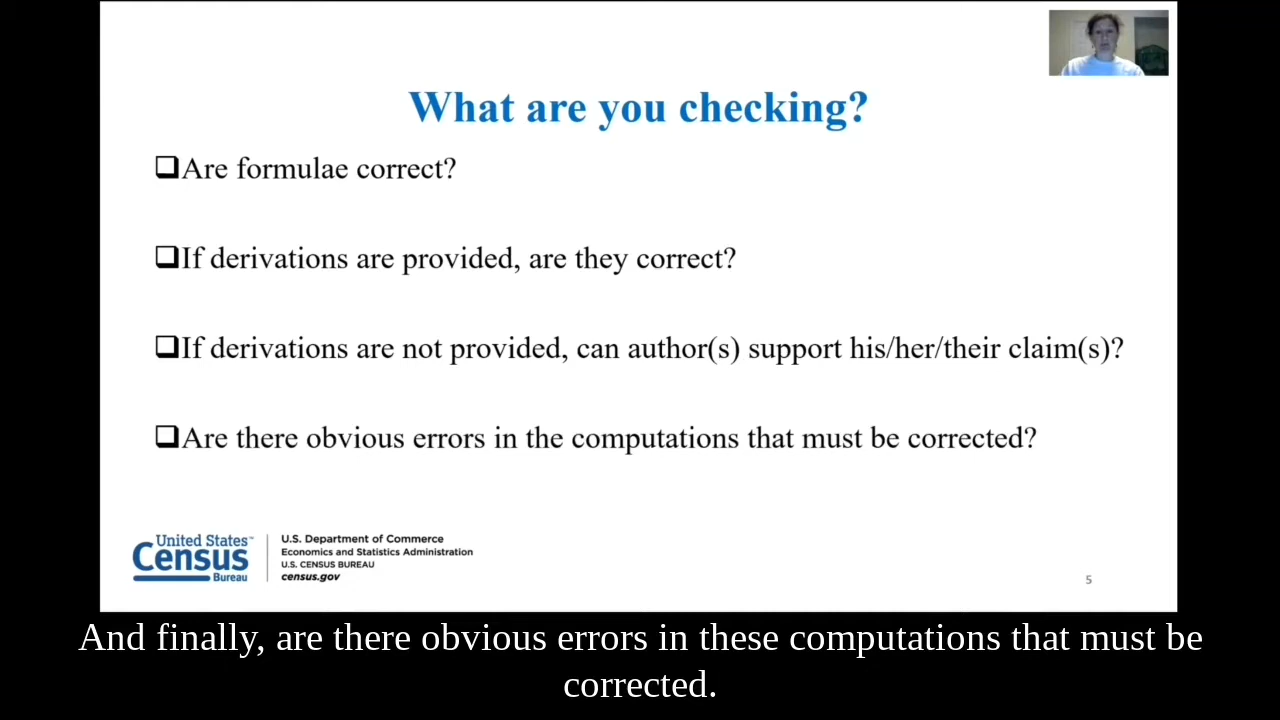 What are you checking?
❑Are formulae correct?
❑If derivations are provided, are they correct?
❑If derivations are not provided, can author(s) support his/her/their claim(s)?
❑Are there obvious errors in the computations that must be corrected?
United States™
Census
Bureau
U.S. Department of Commerce
Economics and Statistics Administration
U.S. CENSUS BUREAU
census.gov
5
And finally, are there obvious errors in these computations that must be
corrected.